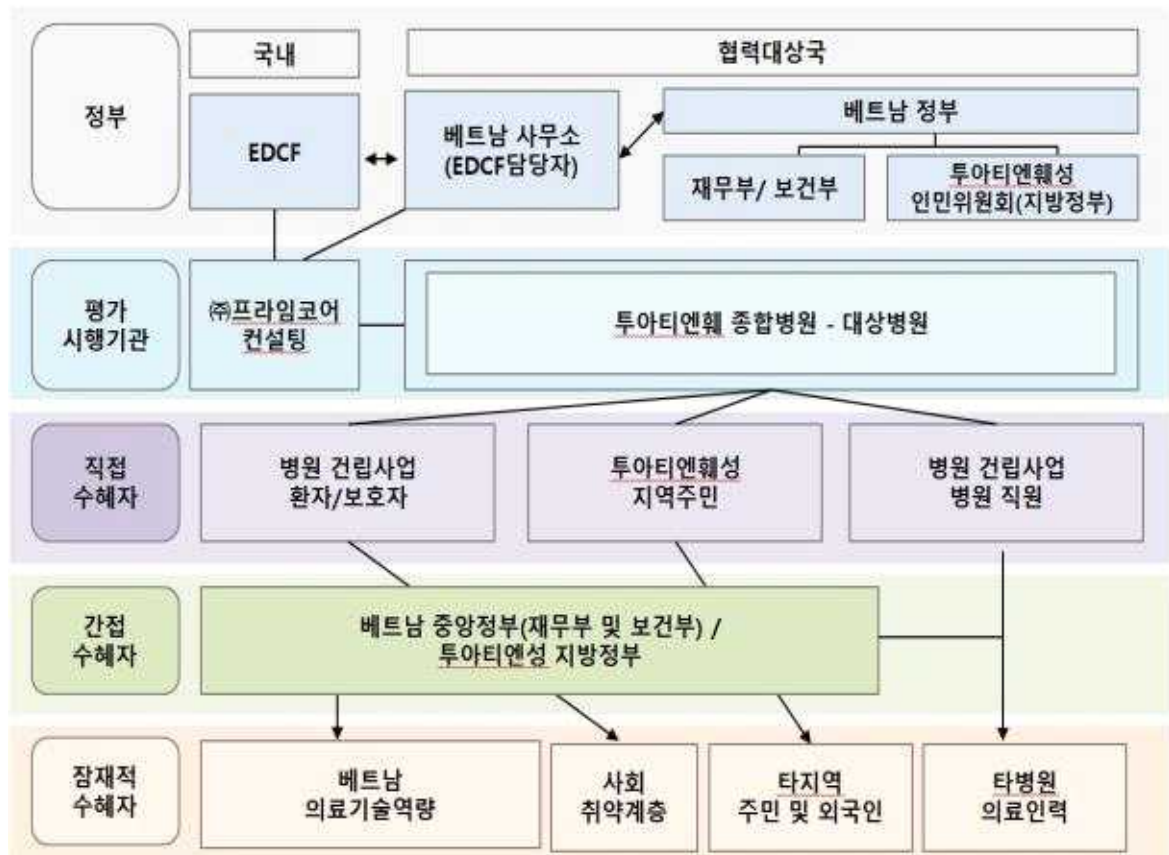 정부
국내
협력대상국
EDCF
베트남 사무소
(EDCF담당자)
베트남 정부
재무부/ 보건부
투아티엔훼성
인민위원회(지방정부)
평가
시행기관
㈜프라임코어
컨설팅
투아티엔훼 종합병원 - 대상병원
직접
수혜자
병원 건립사업
환자/보호자
투아티엔훼성
지역주민
병원 건립사업
병원 직원
간접
수혜자
베트남 중앙정부(재무부 및 보건부) /
투아티엔성 지방정부
잠재적
수혜자
베트남
의료기술역량
사회
취약계층
타지역
주민 및 외국인
타병원
의료인력